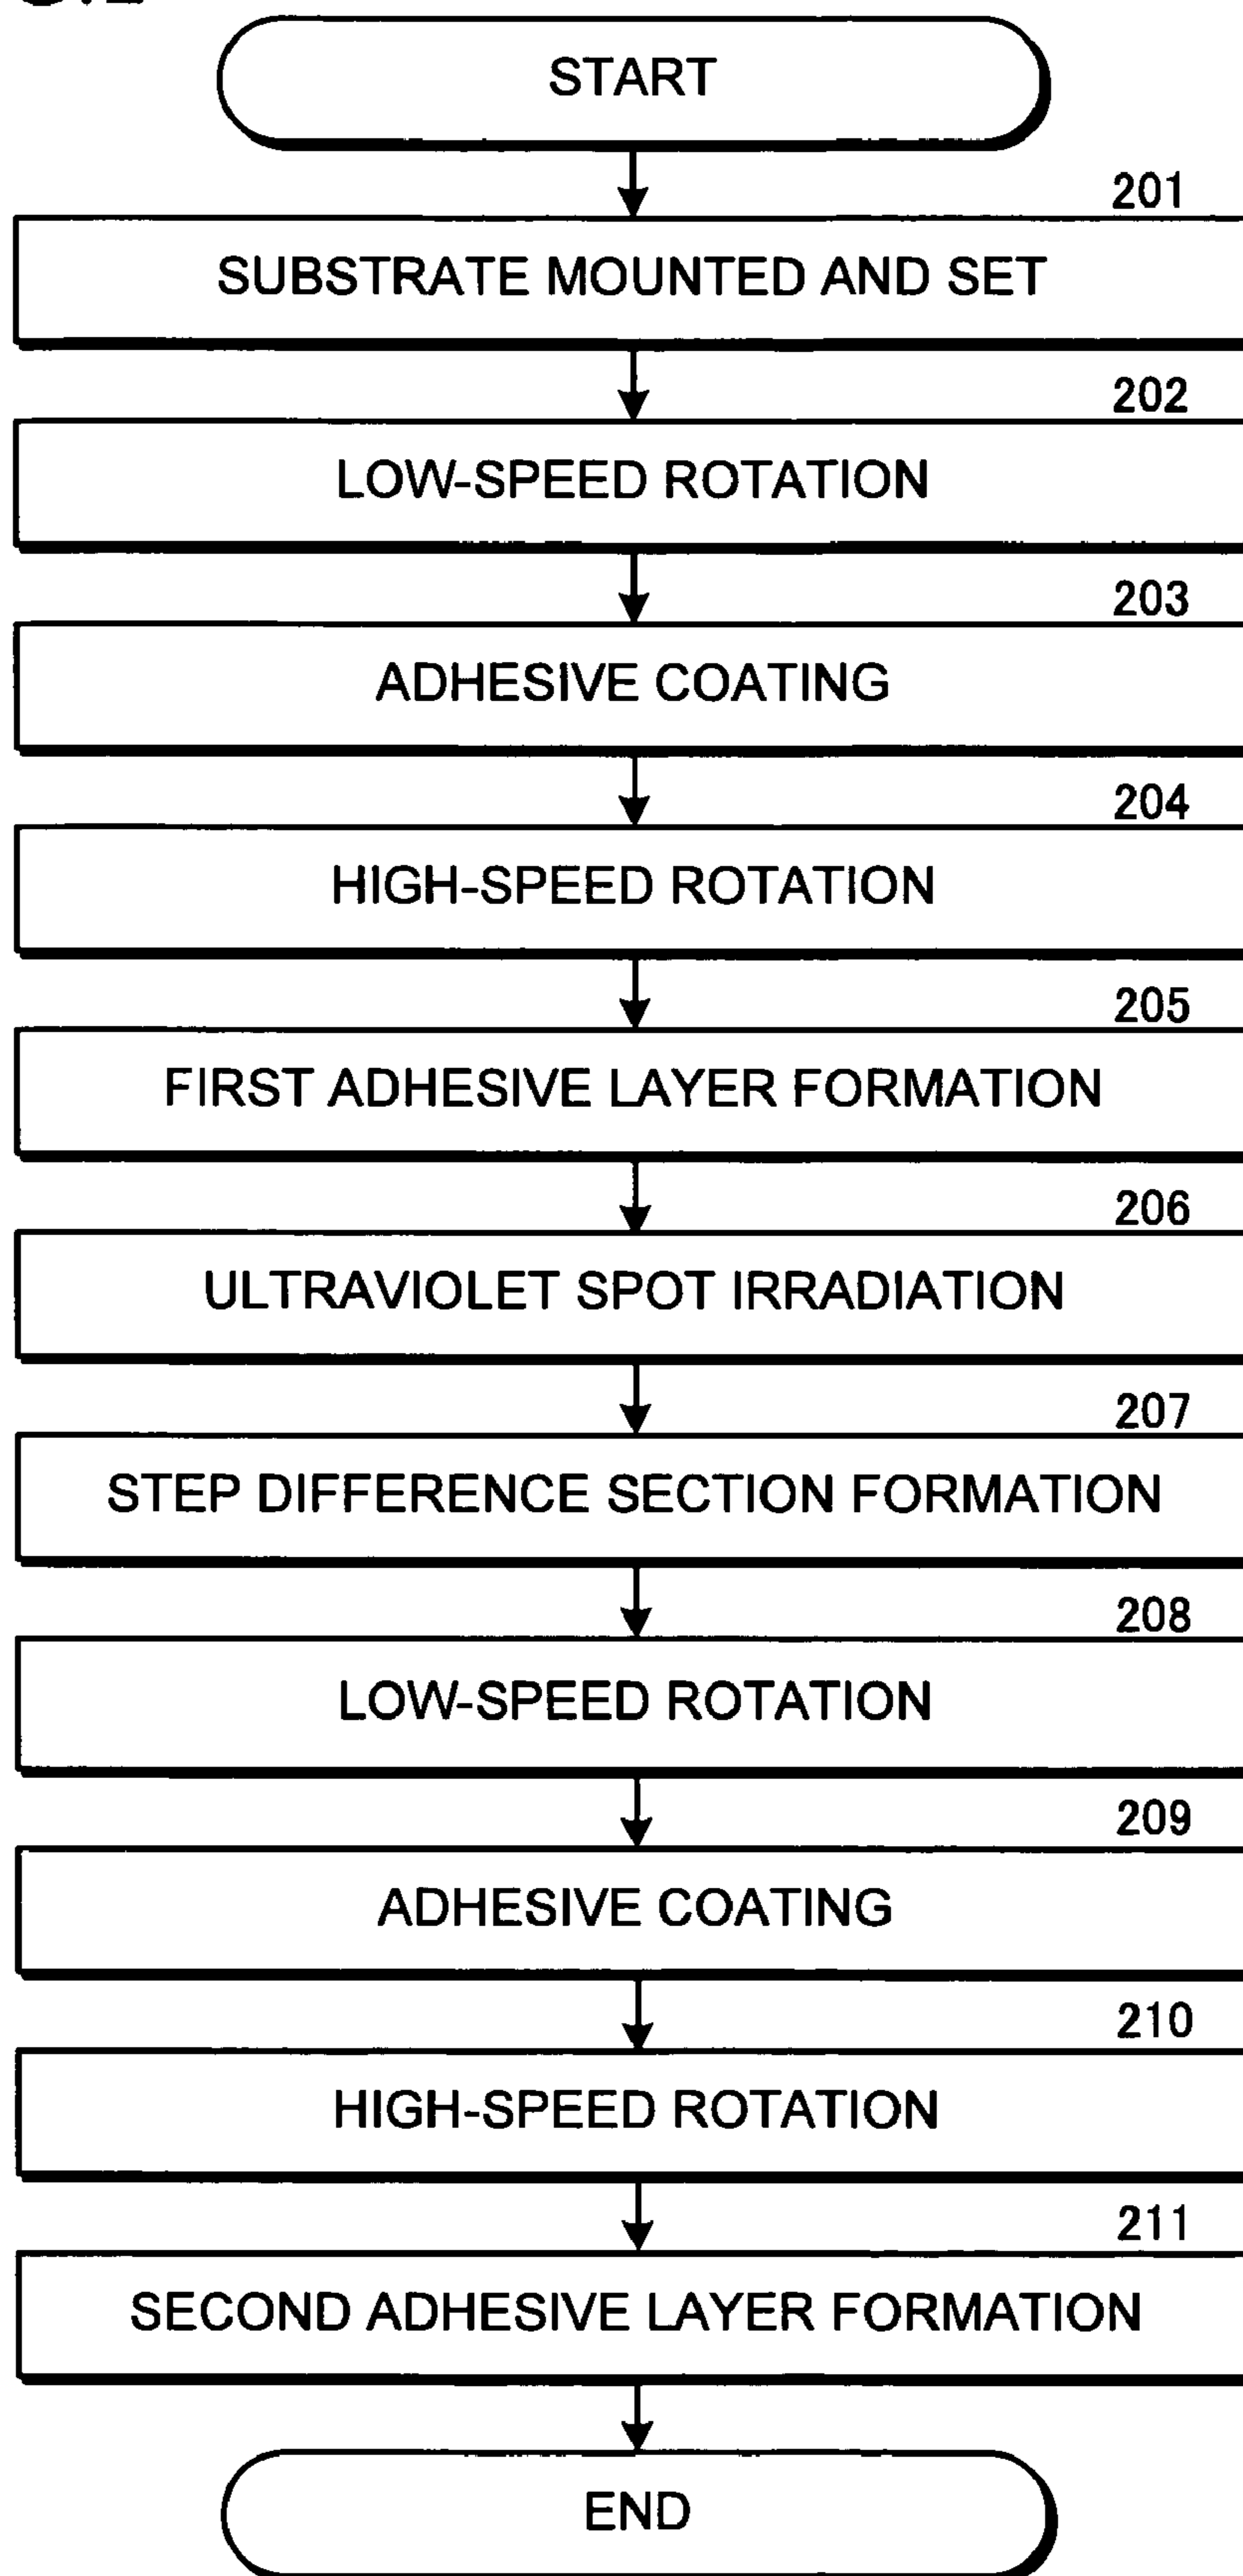 START
201
SUBSTRATE MOUNTED AND SET
202
LOW-SPEED ROTATION
203
ADHESIVE COATING
204
HIGH-SPEED ROTATION
205
FIRST ADHESIVE LAYER FORMATION
206
ULTRAVIOLET SPOT IRRADIATION
207
STEP DIFFERENCE SECTION FORMATION
208
LOW-SPEED ROTATION
209
ADHESIVE COATING
210
HIGH-SPEED ROTATION
211
SECOND ADHESIVE LAYER FORMATION
END